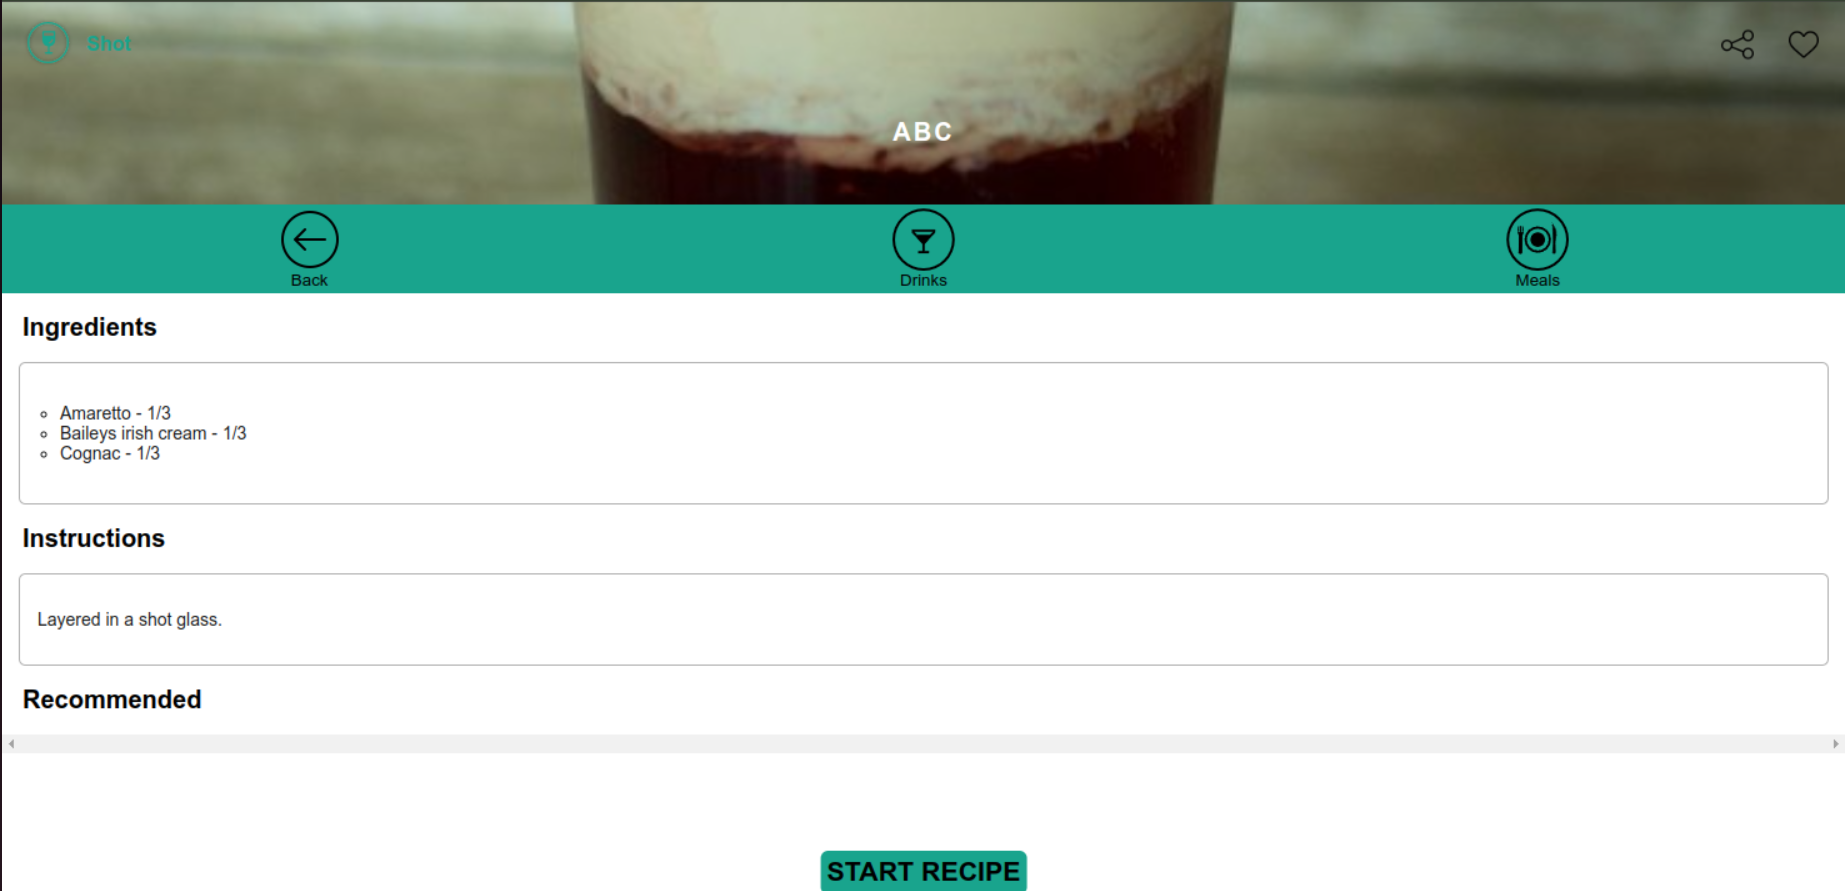 Shot
ABC
Back
Drinks
Meals
Ingredients
Amaretto - 1/3
Baileys irish cream - 1/3
Cognac - 1/3
Instructions
Layered in a shot glass.
Recommended
START RECIPE